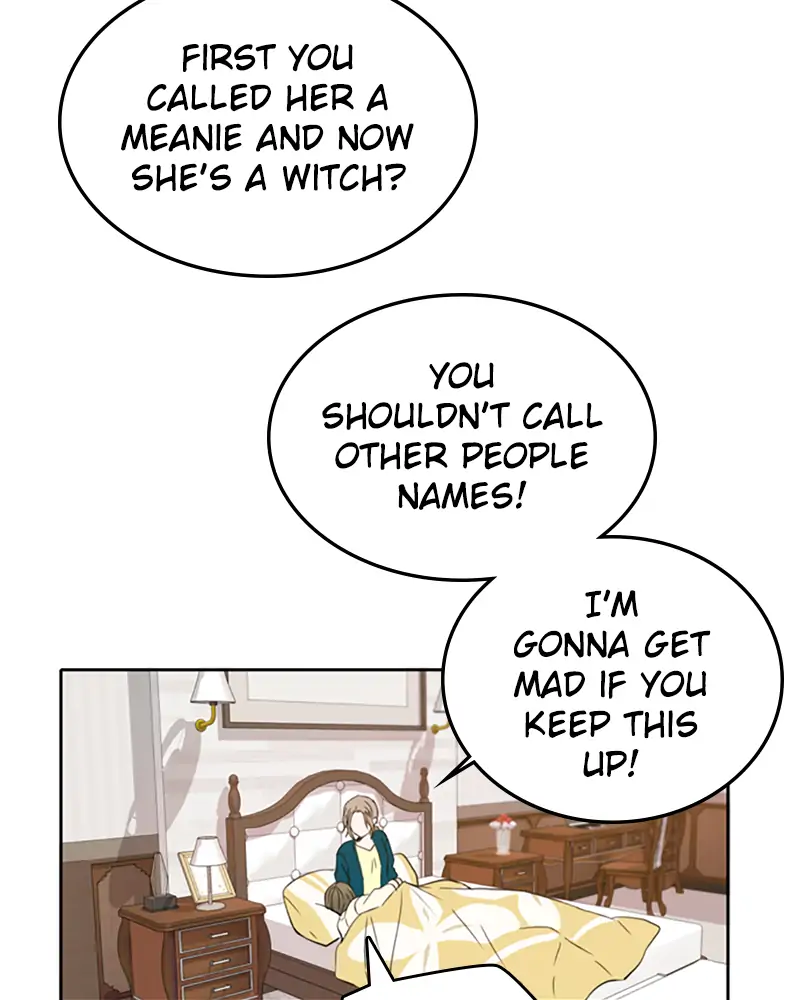 FIRST YOU
CALLED HER A
MEANIE AND NOW
SHE'S A WITCH?
YOU
SHOULDN'T CALL
OTHER PEOPLE
NAMES!
I'M
GONNA GET
MAD IF YOU
KEEP THIS
UP!